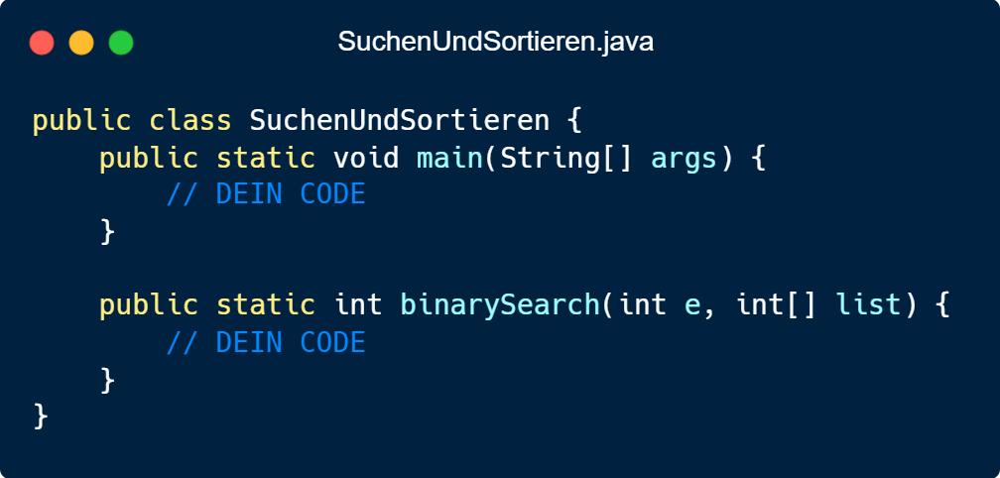 SuchenUndSortieren.java
public class SuchenUndSortieren {
    public static void main(String[] args) {
        // DEIN CODE
    }

    public static int binarySearch(int e, int[] list) {
        // DEIN CODE
    }
}